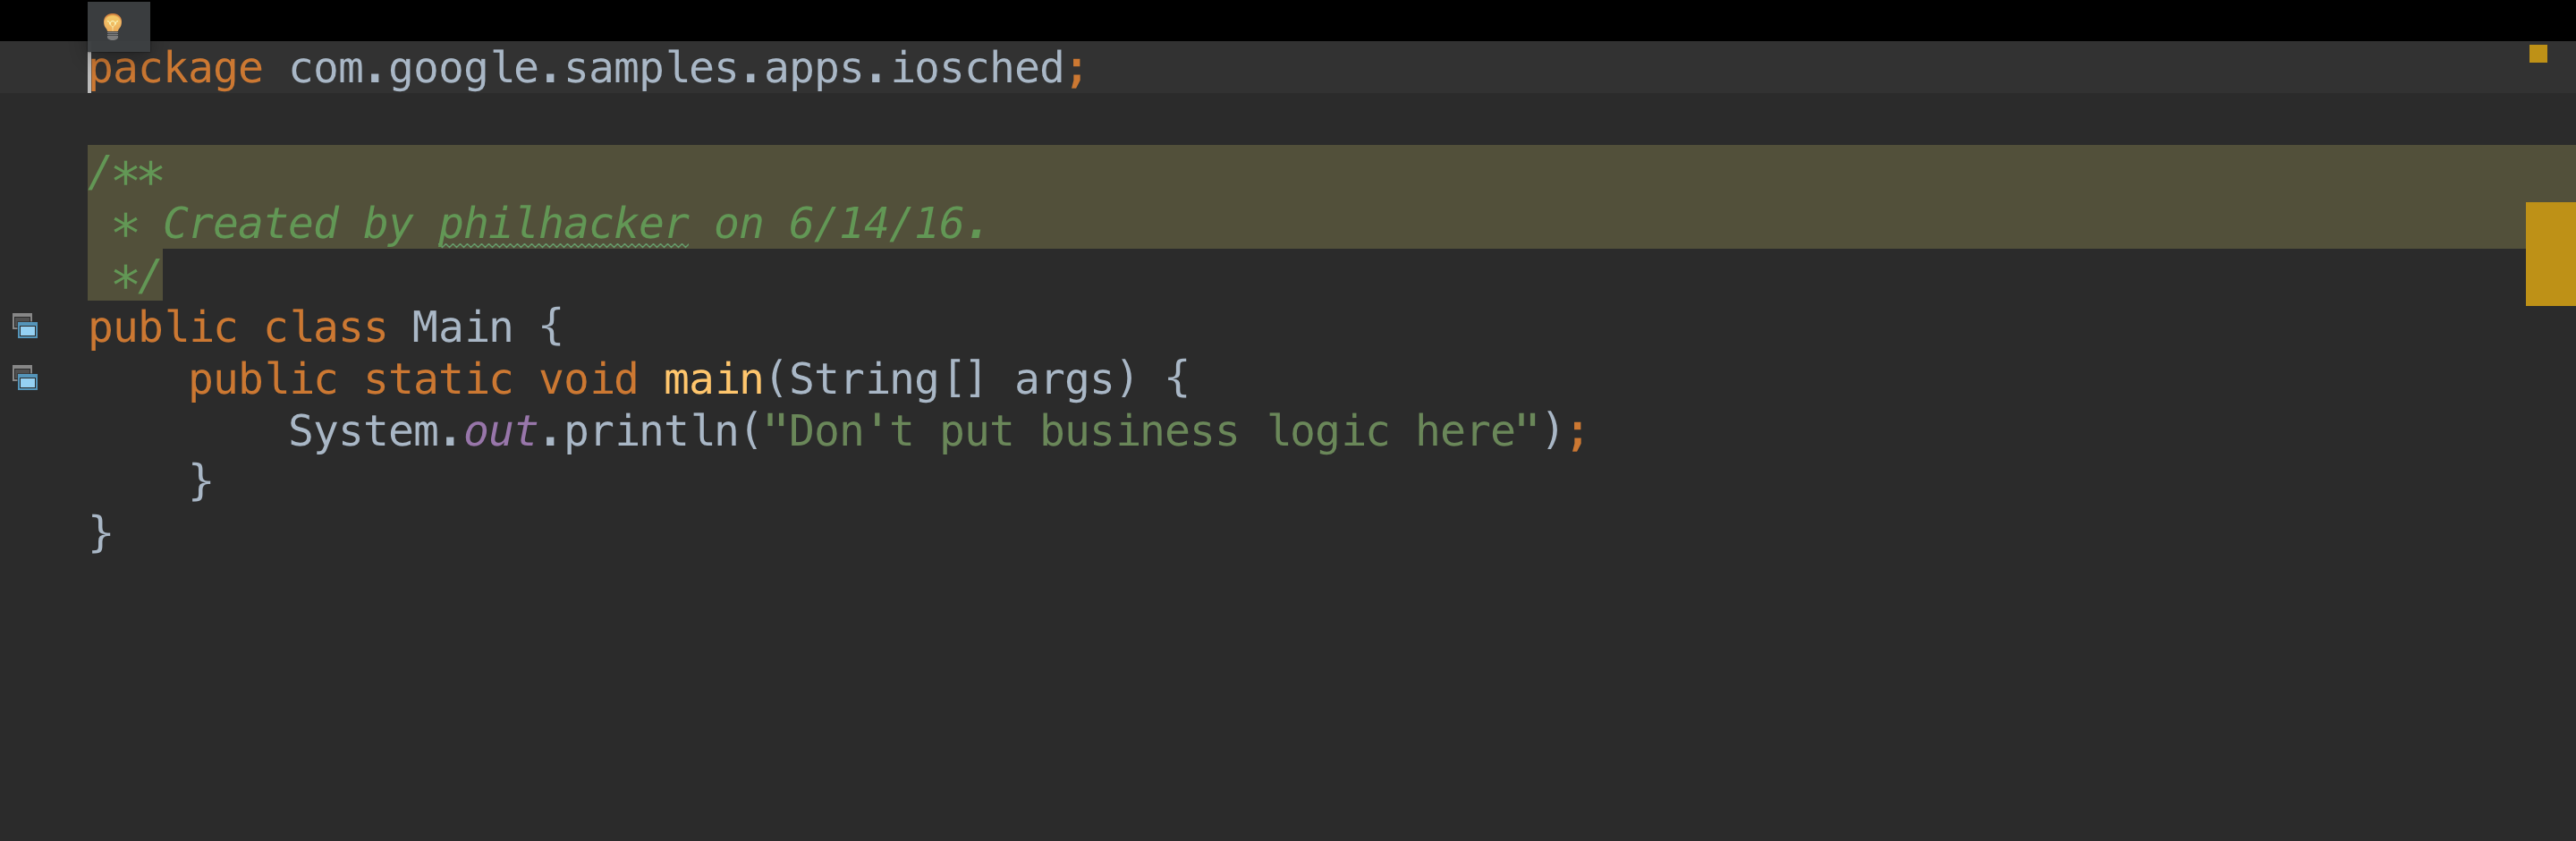 package com.google.samples.apps.iosched;
/**
 * Created by philhacker on 6/14/16.
 */
public class Main {
    public static void main(String[] args) {
        System.out.println("Don't put business logic here");
    }
}